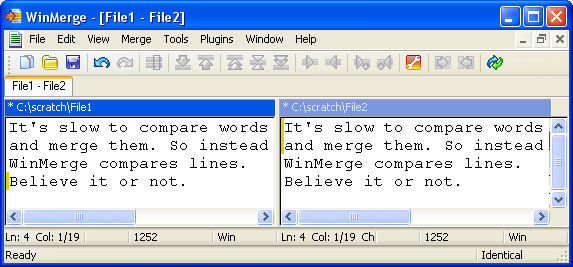 WinMerge - [File1 - File2]
File Edit View Merge Tools Plugins Window Help
File1 - File2
* C:\scratch\File1
It's slow to compare words
and merge them. So instead
WinMerge compares lines.
Believe it or not.
* C:\scratch\File2
It's slow to compare words
and merge them. So instead
WinMerge compares lines.
Believe it or not.
Ln: 4 Col: 1/19 1252 Win
Ln: 4 Col: 1/19 Ch 1252 Win
Ready Identical